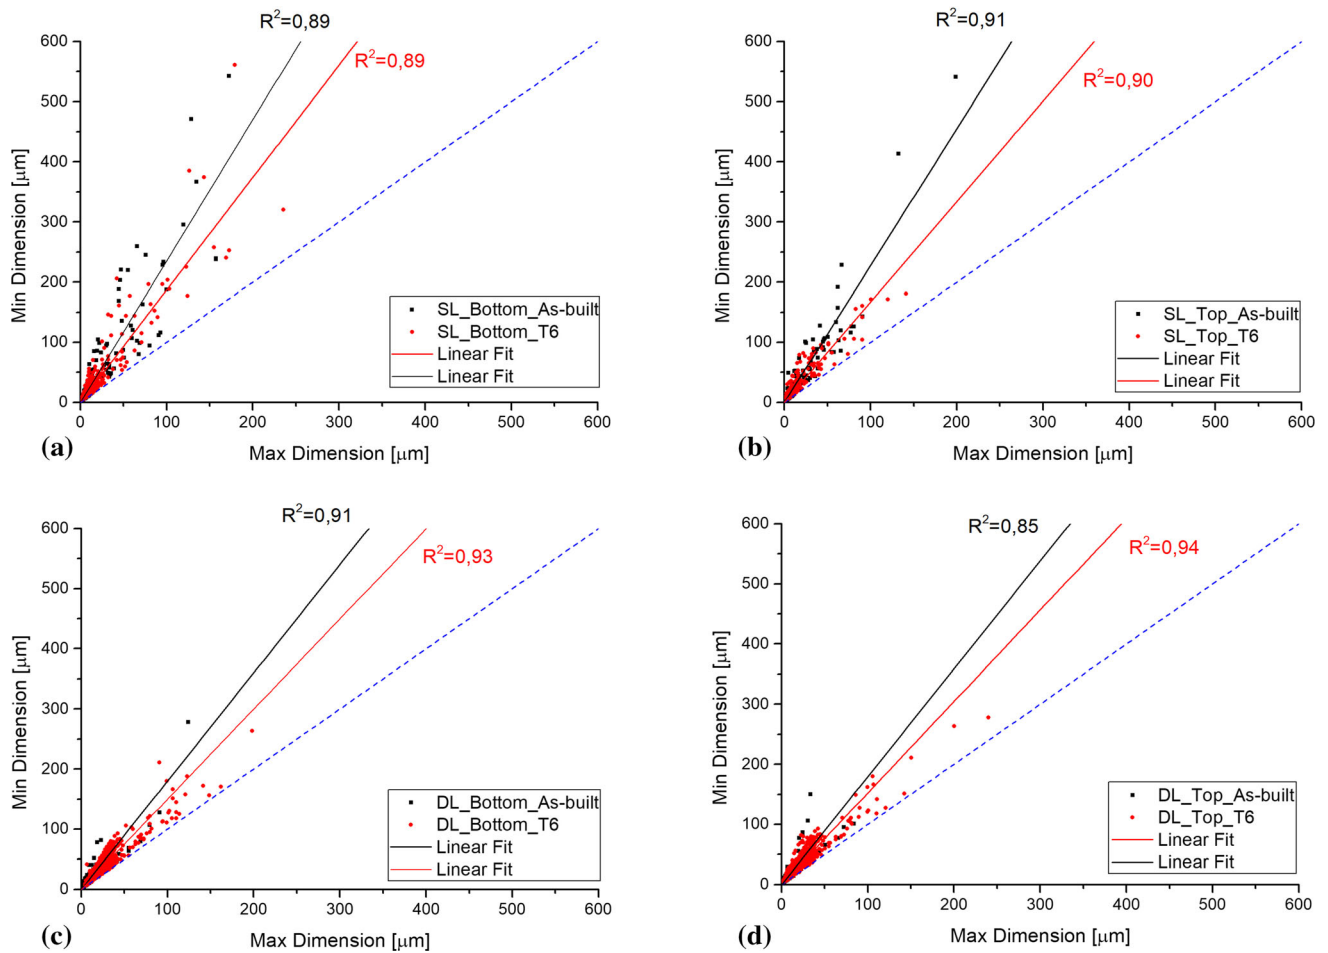 R²=0,89
R²=0,89
600
500
400
300
200
100
0
Min Dimension [μm]
SL_Bottom_As-built
SL_Bottom_T6
Linear Fit
Linear Fit
0 100 200 300 400 500 600
(a)
Max Dimension [μm]
R²=0,91
R²=0,90
600
500
400
300
200
100
0
Min Dimension [μm]
SL_Top_As-built
SL_Top_T6
Linear Fit
Linear Fit
0 100 200 300 400 500 600
(b)
Max Dimension [μm]
R²=0,91
R²=0,93
600
500
400
300
200
100
0
Min Dimension [μm]
DL_Bottom_As-built
DL_Bottom_T6
Linear Fit
Linear Fit
0 100 200 300 400 500 600
(c)
Max Dimension [μm]
R²=0,85
R²=0,94
600
500
400
300
200
100
0
Min Dimension [μm]
DL_Top_As-built
DL_Top_T6
Linear Fit
Linear Fit
0 100 200 300 400 500 600
(d)
Max Dimension [μm]